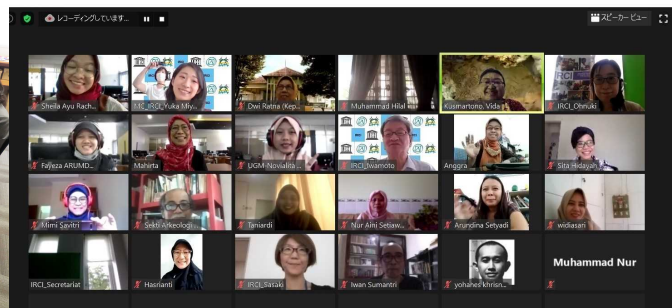 レコーディングしています...
スピーカー ビュー
Sheila Ayu Rach...
MC_IRCI_Yuka Miy...
Dwi Ratna (Kep...
Muhammad Hilal
Kusmartono, Vida
IRCI_Ohnuki
Fayeza ARUMD...
Mahirta
UGM-Novialita
IRCI_Iwamoto
Anggra
Sita Hidayah
Mimi Savitri
Sekti Arkeologi
Taniardi
Nur Aini Setiaw...
Arundina Setyadi
widiasari
IRCI_Secretariat
Hasrianti
IRCI_Sasaki
Iwan Sumantri
yohanes khrisn...
Muhammad Nur